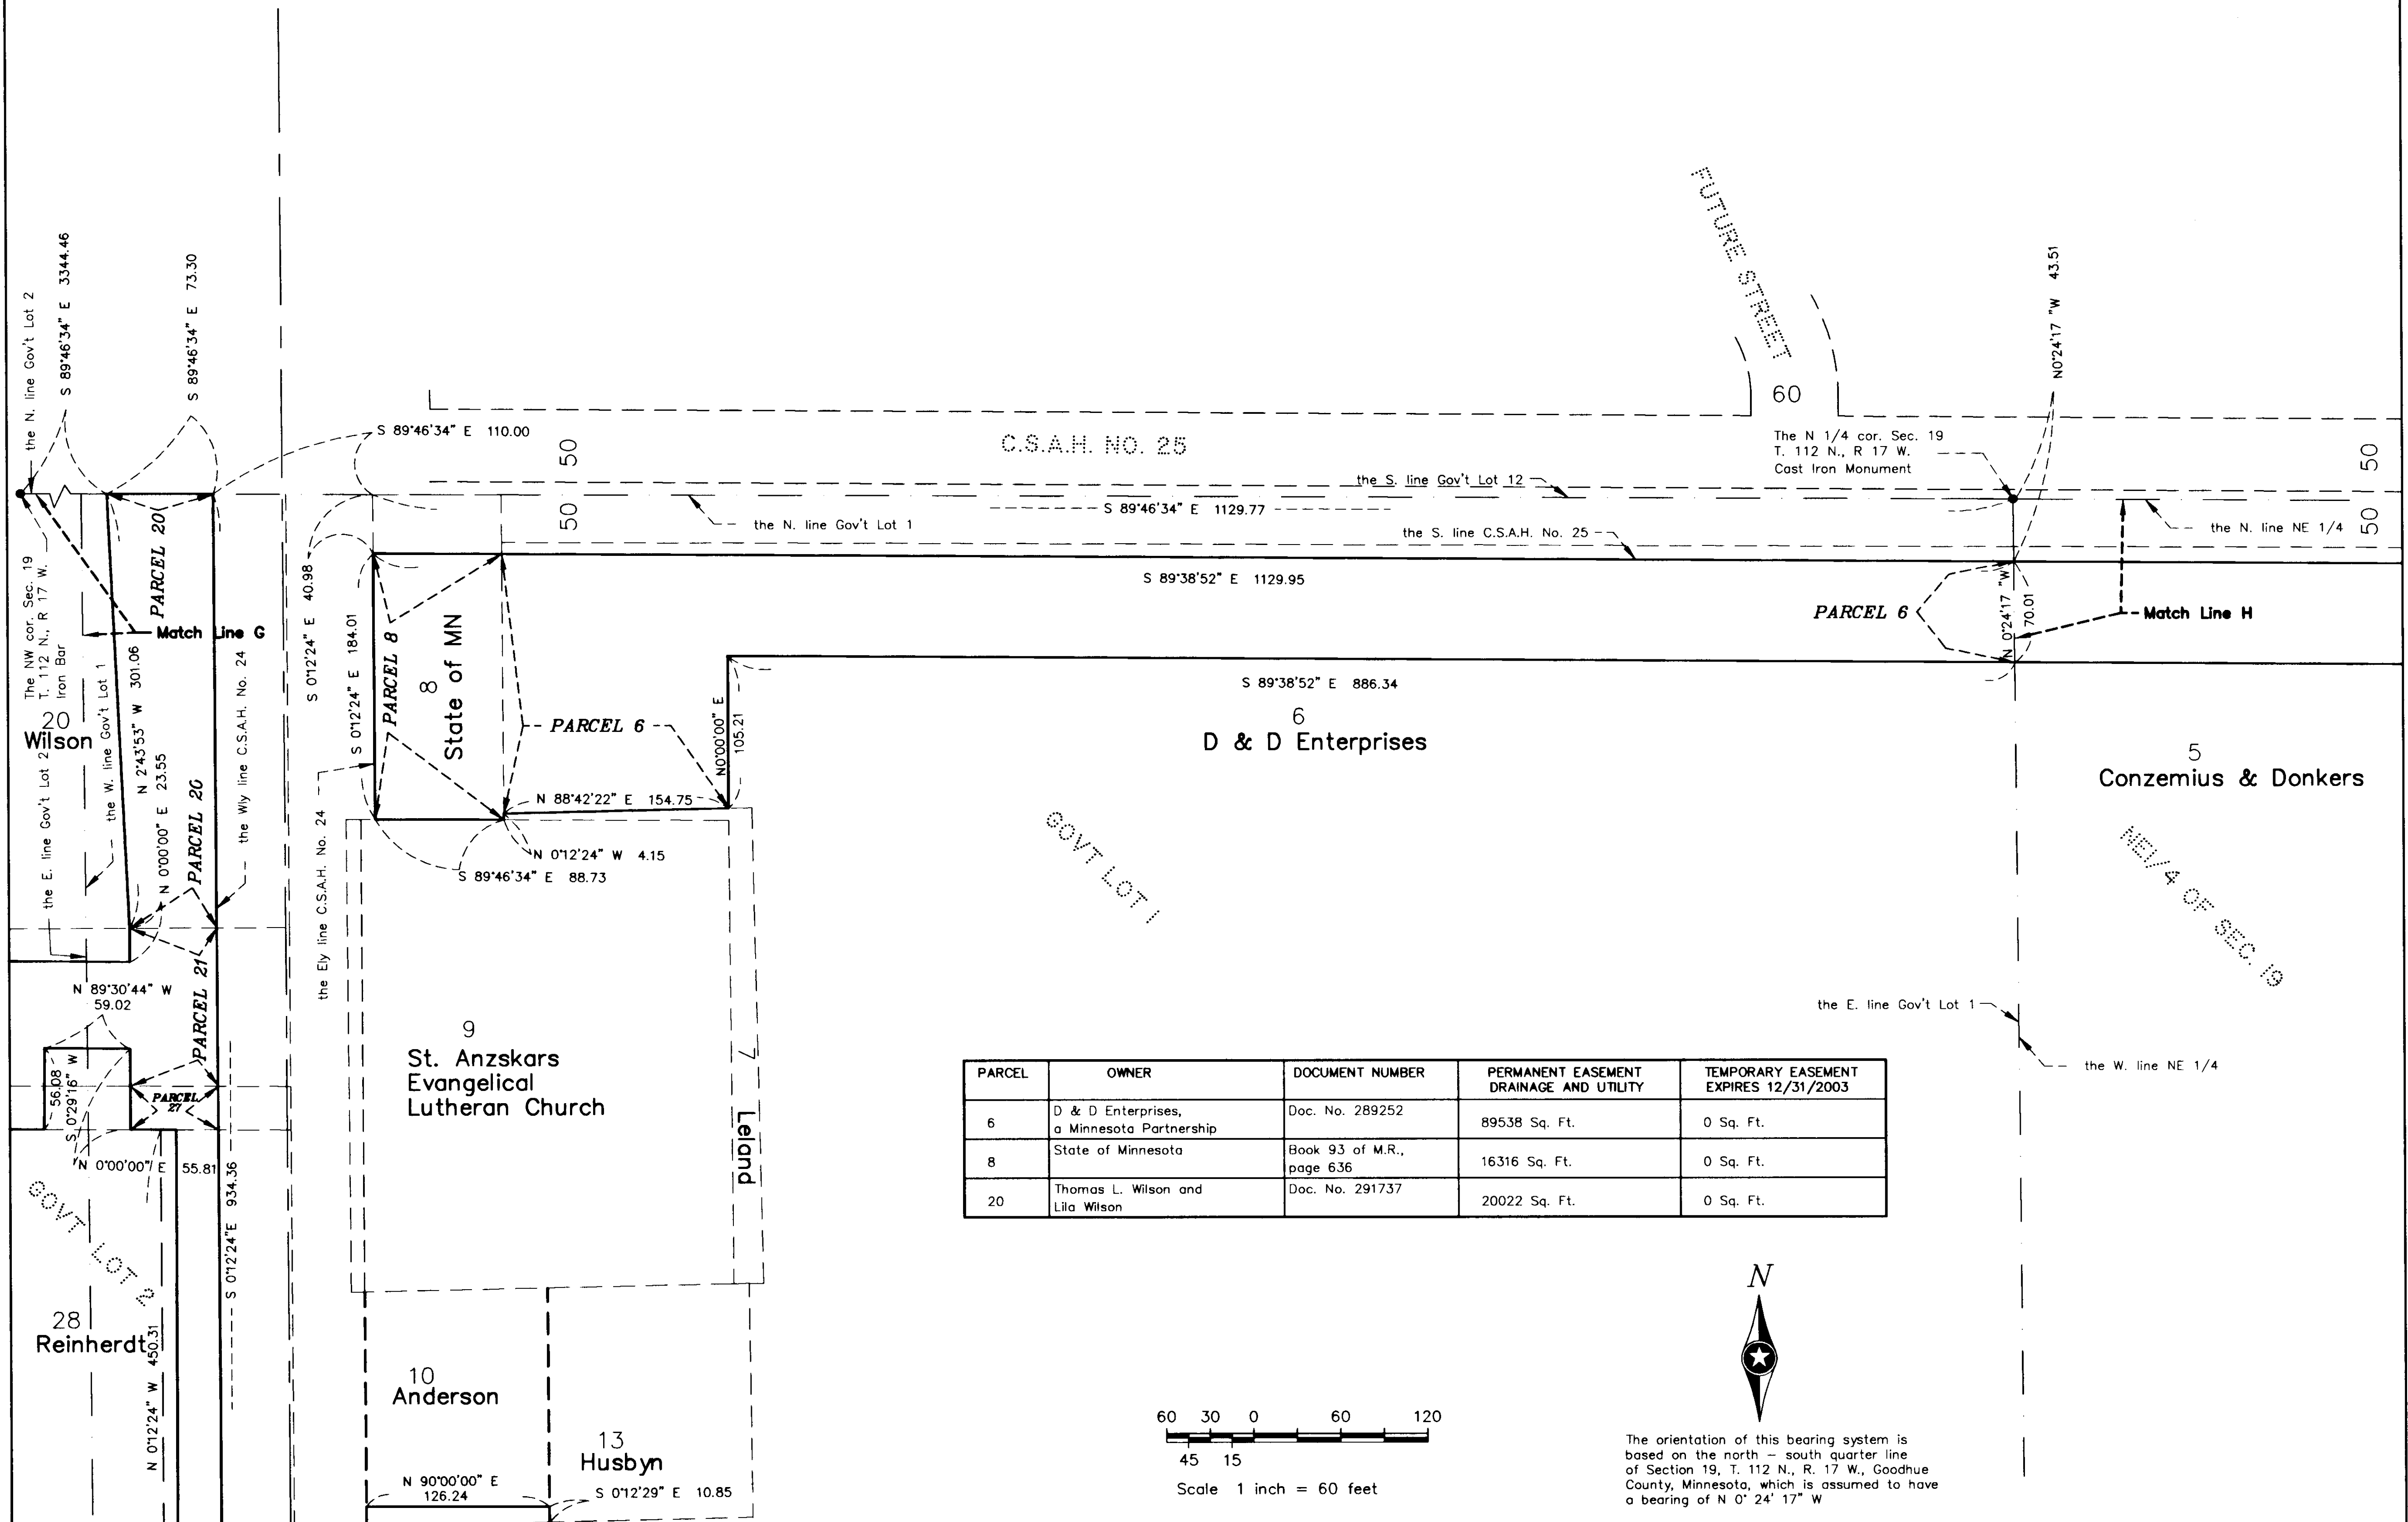 the N. line Gov't Lot 2
S 89°46'34" E 3344.46
S 89°46'34" E 73.30
S 89°46'34" E 110.00
50
50
C.S.A.H. NO. 25
FUTURE STREET
60
N0°24'17 "W 43.51
The N 1/4 cor. Sec. 19
T. 112 N., R 17 W.
Cast Iron Monument
50
50
the S. line Gov't Lot 12
S 89°46'34" E 1129.77
the N. line Gov't Lot 1
the S. line C.S.A.H. No. 25
the N. line NE 1/4
S 89°38'52" E 1129.95
PARCEL 6
N 0°24'17 "W
70.01
Match Line H
The NW cor. Sec. 19
T. 112 N., R 17 W.
Iron Bar
PARCEL 20
Match Line G
20
Wilson
the E. line Gov't Lot 2
the W. line Gov't Lot 1
N 2°43'53" W 301.06
N 0°00'00" E 23.55
PARCEL 20
the Wly line C.S.A.H. No. 24
S 0°12'24" E 40.98
S 0°12'24" E 184.01
the Ely line C.S.A.H. No. 24
PARCEL 8
8
State of MN
PARCEL 6
N0°00'00" E
105.21
N 88°42'22" E 154.75
N 0°12'24" W 4.15
S 89°46'34" E 88.73
S 89°38'52" E 886.34
6
D & D Enterprises
5
Conzemius & Donkers
GOVT LOT 1
NE1/4 OF SEC. 19
the E. line Gov't Lot 1
the W. line NE 1/4
PARCEL 21
N 89°30'44" W
59.02
56.08
S 0°29'16" W
PARCEL
27
N 0°00'00" E 55.81
S 0°12'24"E 934.36
GOVT LOT 2
28
Reinherdt
N 0°12'24" W 450.31
9
St. Anzskars
Evangelical
Lutheran Church
7
Leland
10
Anderson
13
Husbyn
N 90°00'00" E
126.24
S 0°12'29" E 10.85
PARCEL OWNER DOCUMENT NUMBER PERMANENT EASEMENT TEMPORARY EASEMENT
DRAINAGE AND UTILITY EXPIRES 12/31/2003
D & D Enterprises, Doc. No. 289252
6 a Minnesota Partnership 89538 Sq. Ft. 0 Sq. Ft.
State of Minnesota Book 93 of M.R.,
8 page 636 16316 Sq. Ft. 0 Sq. Ft.
Thomas L. Wilson and Doc. No. 291737
20 Lila Wilson 20022 Sq. Ft. 0 Sq. Ft.
N
60 30 0 60 120
45 15
Scale 1 inch = 60 feet
The orientation of this bearing system is
based on the north – south quarter line
of Section 19, T. 112 N., R. 17 W., Goodhue
County, Minnesota, which is assumed to have
a bearing of N 0° 24' 17" W